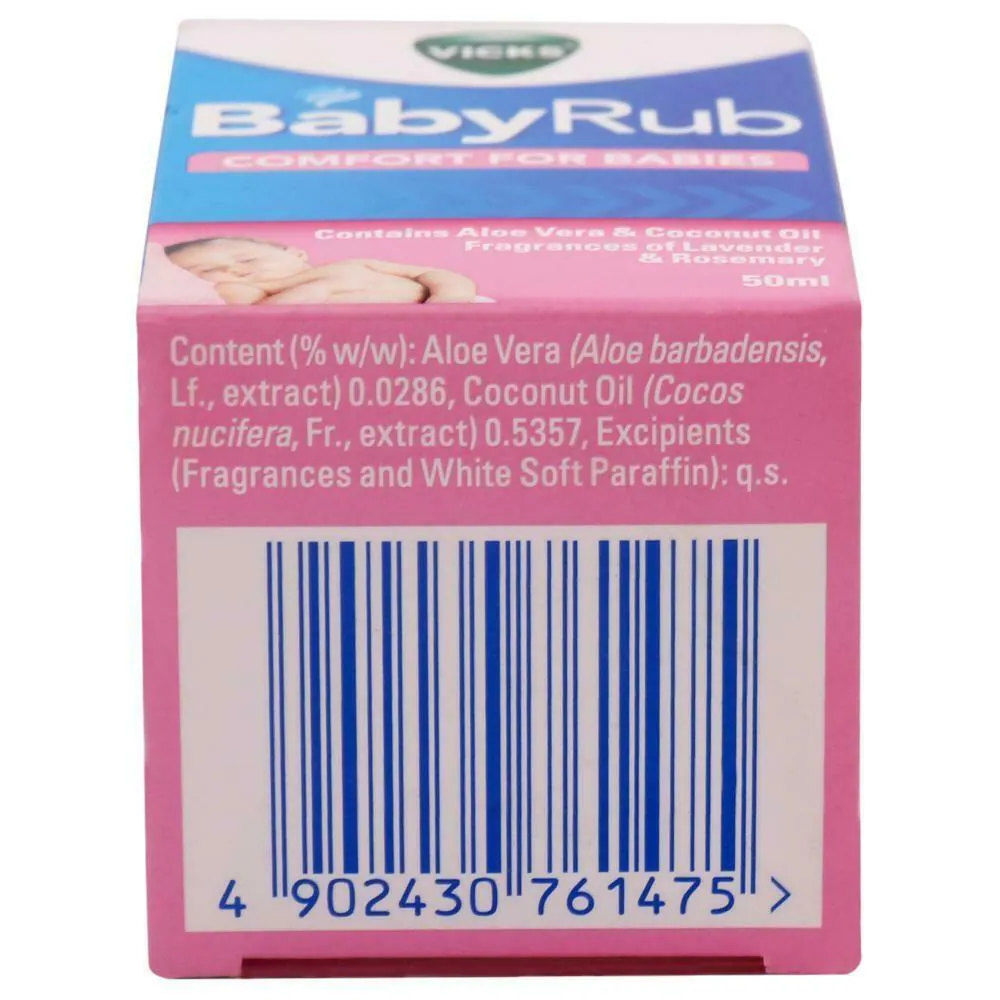 VICKS
BabyRub
COMFORT FOR BABIES
Contains Aloe Vera & Coconut Oil
Fragrances of Lavender
& Rosemary
50ml
Content (% w/w): Aloe Vera (Aloe barbadensis,
Lf., extract) 0.0286, Coconut Oil (Cocos
nucifera, Fr., extract) 0.5357, Excipients
(Fragrances and White Soft Paraffin): q.s.
4 902430 761475 >